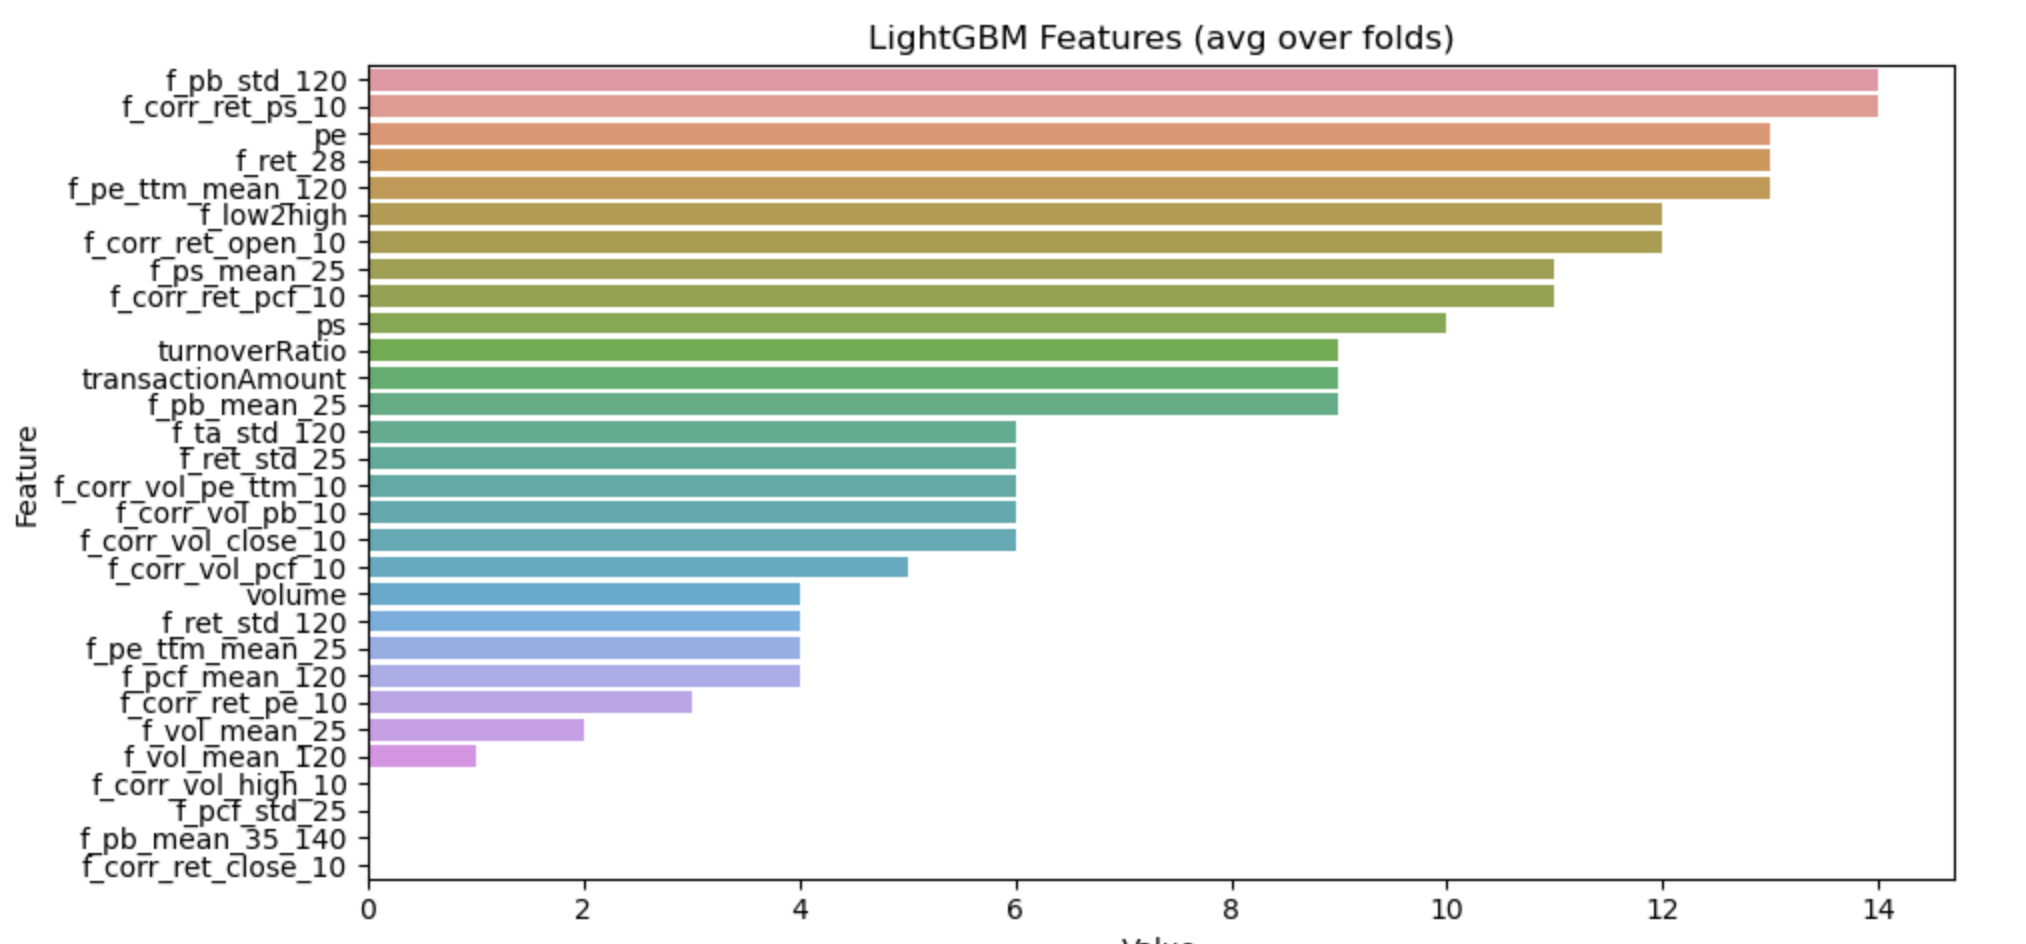 LightGBM Features (avg over folds)
f_pb_std_120
f_corr_ret_ps_10
pe
f_ret_28
f_pe_ttm_mean_120
f_low2high
f_corr_ret_open_10
f_ps_mean_25
f_corr_ret_pcf_10
ps
turnoverRatio
transactionAmount
f_pb_mean_25
f_ta_std_120
f_ret_std_25
f_corr_vol_pe_ttm_10
f_corr_vol_pb_10
f_corr_vol_close_10
f_corr_vol_pcf_10
volume
f_ret_std_120
f_pe_ttm_mean_25
f_pcf_mean_120
f_corr_ret_pe_10
f_vol_mean_25
f_vol_mean_120
f_corr_vol_high_10
f_pcf_std_25
f_pb_mean_35_140
f_corr_ret_close_10
Feature
0 2 4 6 8 10 12 14
Value